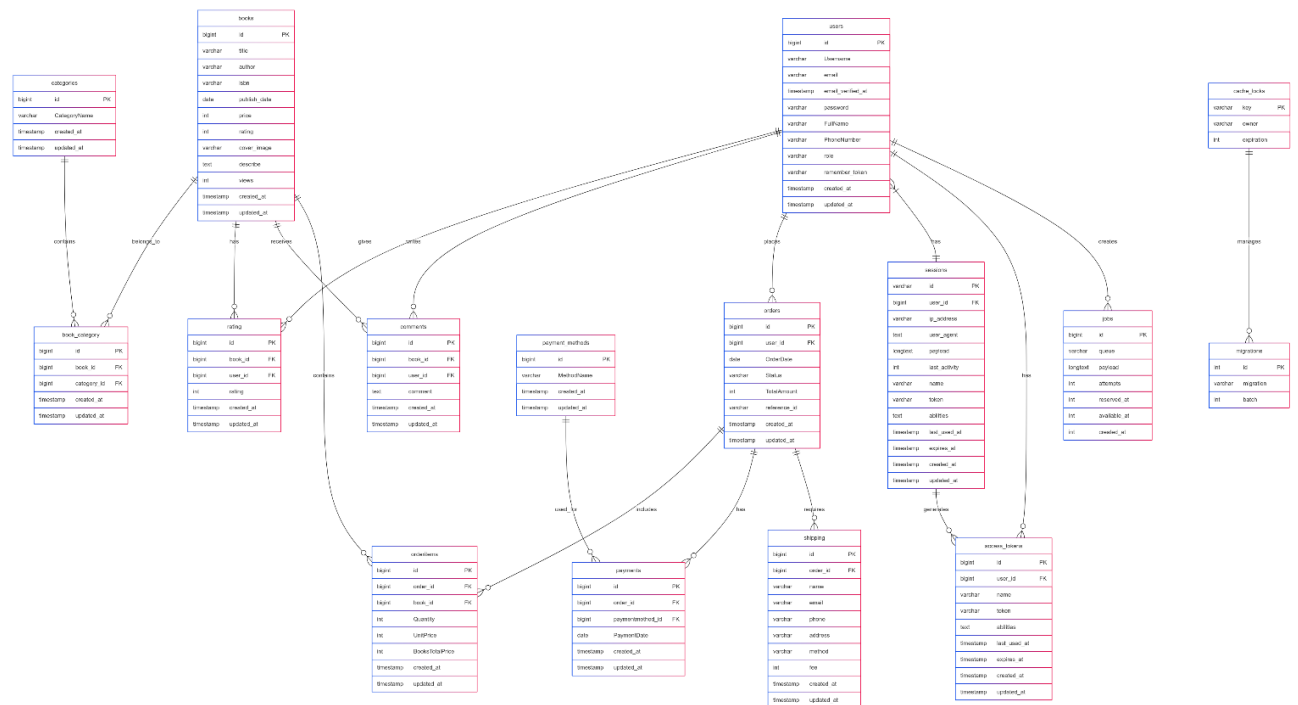 books
bigint id PK
varchar title
varchar author
varchar isbn
date publish_date
int price
int rating
varchar cover_image
text describe
int views
timestamp created_at
timestamp updated_at
users
bigint id PK
varchar Username
varchar email
timestamp email_verified_at
varchar password
varchar FullName
varchar PhoneNumber
varchar role
varchar remember_token
timestamp created_at
timestamp updated_at
categories
bigint id PK
varchar CategoryName
timestamp created_at
timestamp updated_at
cache_locks
varchar key PK
varchar owner
int expiration
contains
belongs_to
has
receives
gives
writes
places
has
creates
manages
sessions
varchar id PK
bigint user_id FK
varchar ip_address
text user_agent
longtext payload
int last_activity
varchar name
varchar token
text abilities
timestamp last_used_at
timestamp expires_at
timestamp created_at
timestamp updated_at
orders
bigint id PK
bigint user_id FK
date OrderDate
varchar Status
int TotalAmount
varchar reference_id
timestamp created_at
timestamp updated_at
jobs
bigint id PK
varchar queue
longtext payload
int attempts
int reserved_at
int available_at
int created_at
book_category
bigint id PK
bigint book_id FK
bigint category_id FK
timestamp created_at
timestamp updated_at
rating
bigint id PK
bigint book_id FK
bigint user_id FK
int rating
timestamp created_at
timestamp updated_at
comments
bigint id PK
bigint book_id FK
bigint user_id FK
text comment
timestamp created_at
timestamp updated_at
payment_methods
bigint id PK
varchar MethodName
timestamp created_at
timestamp updated_at
migrations
int id PK
varchar migration
int batch
contains
has
used_for
includes
has
requires
generates
shipping
bigint id PK
bigint order_id FK
varchar name
varchar email
varchar phone
varchar address
varchar method
int fee
timestamp created_at
timestamp updated_at
access_tokens
bigint id PK
bigint user_id FK
varchar name
varchar token
text abilities
timestamp last_used_at
timestamp expires_at
timestamp created_at
timestamp updated_at
orderitems
bigint id PK
bigint order_id FK
bigint book_id FK
int Quantity
int UnitPrice
int BooksTotalPrice
timestamp created_at
timestamp updated_at
payments
bigint id PK
bigint order_id FK
bigint paymentmethod_id FK
date PaymentDate
timestamp created_at
timestamp updated_at